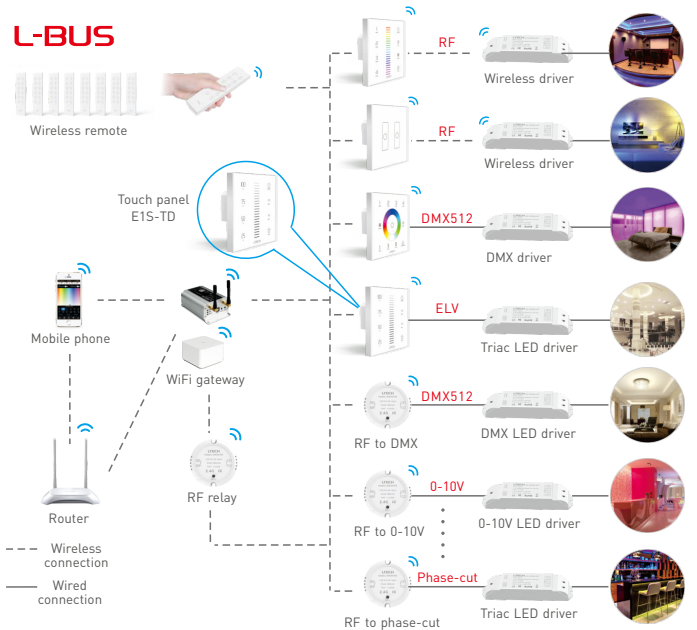 L-BUS
Wireless remote
RF
Wireless driver
RF
Wireless driver
Touch panel
E1S-TD
DMX512
DMX driver
ELV
Triac LED driver
Mobile phone
WiFi gateway
DMX512
RF to DMX
DMX LED driver
RF relay
Router
0-10V
RF to 0-10V
0-10V LED driver
Wireless
connection
Wired
connection
Phase-cut
RF to phase-cut
Triac LED driver